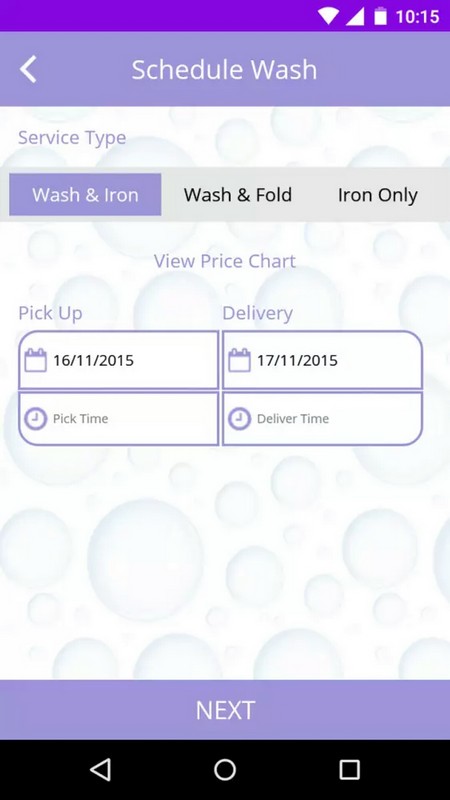 10:15
Schedule Wash
Service Type
Wash & Iron Wash & Fold Iron Only
View Price Chart
Pick Up Delivery
16/11/2015 17/11/2015
Pick Time Deliver Time
NEXT